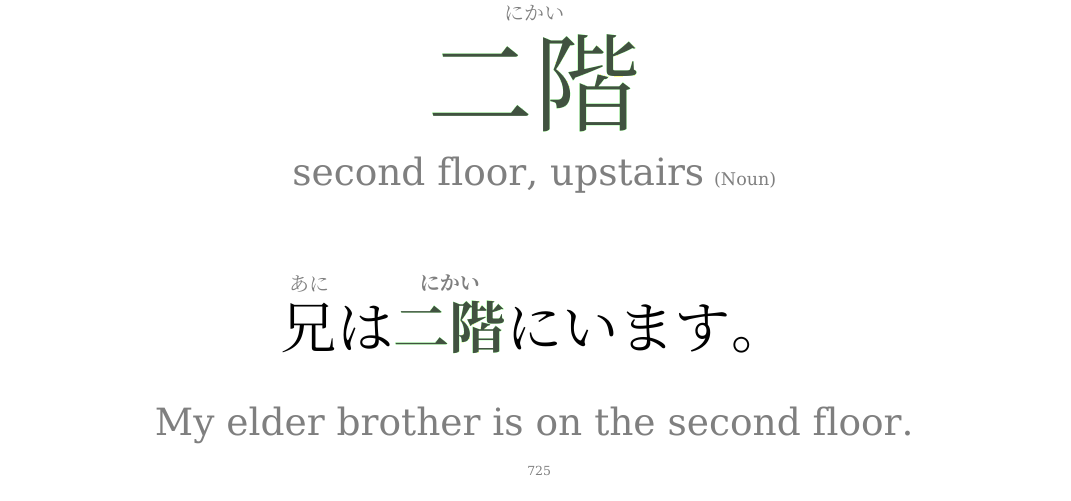 にかい
二階
second floor, upstairs (Noun)
あに にかい
兄は二階にいます。
My elder brother is on the second floor.
725